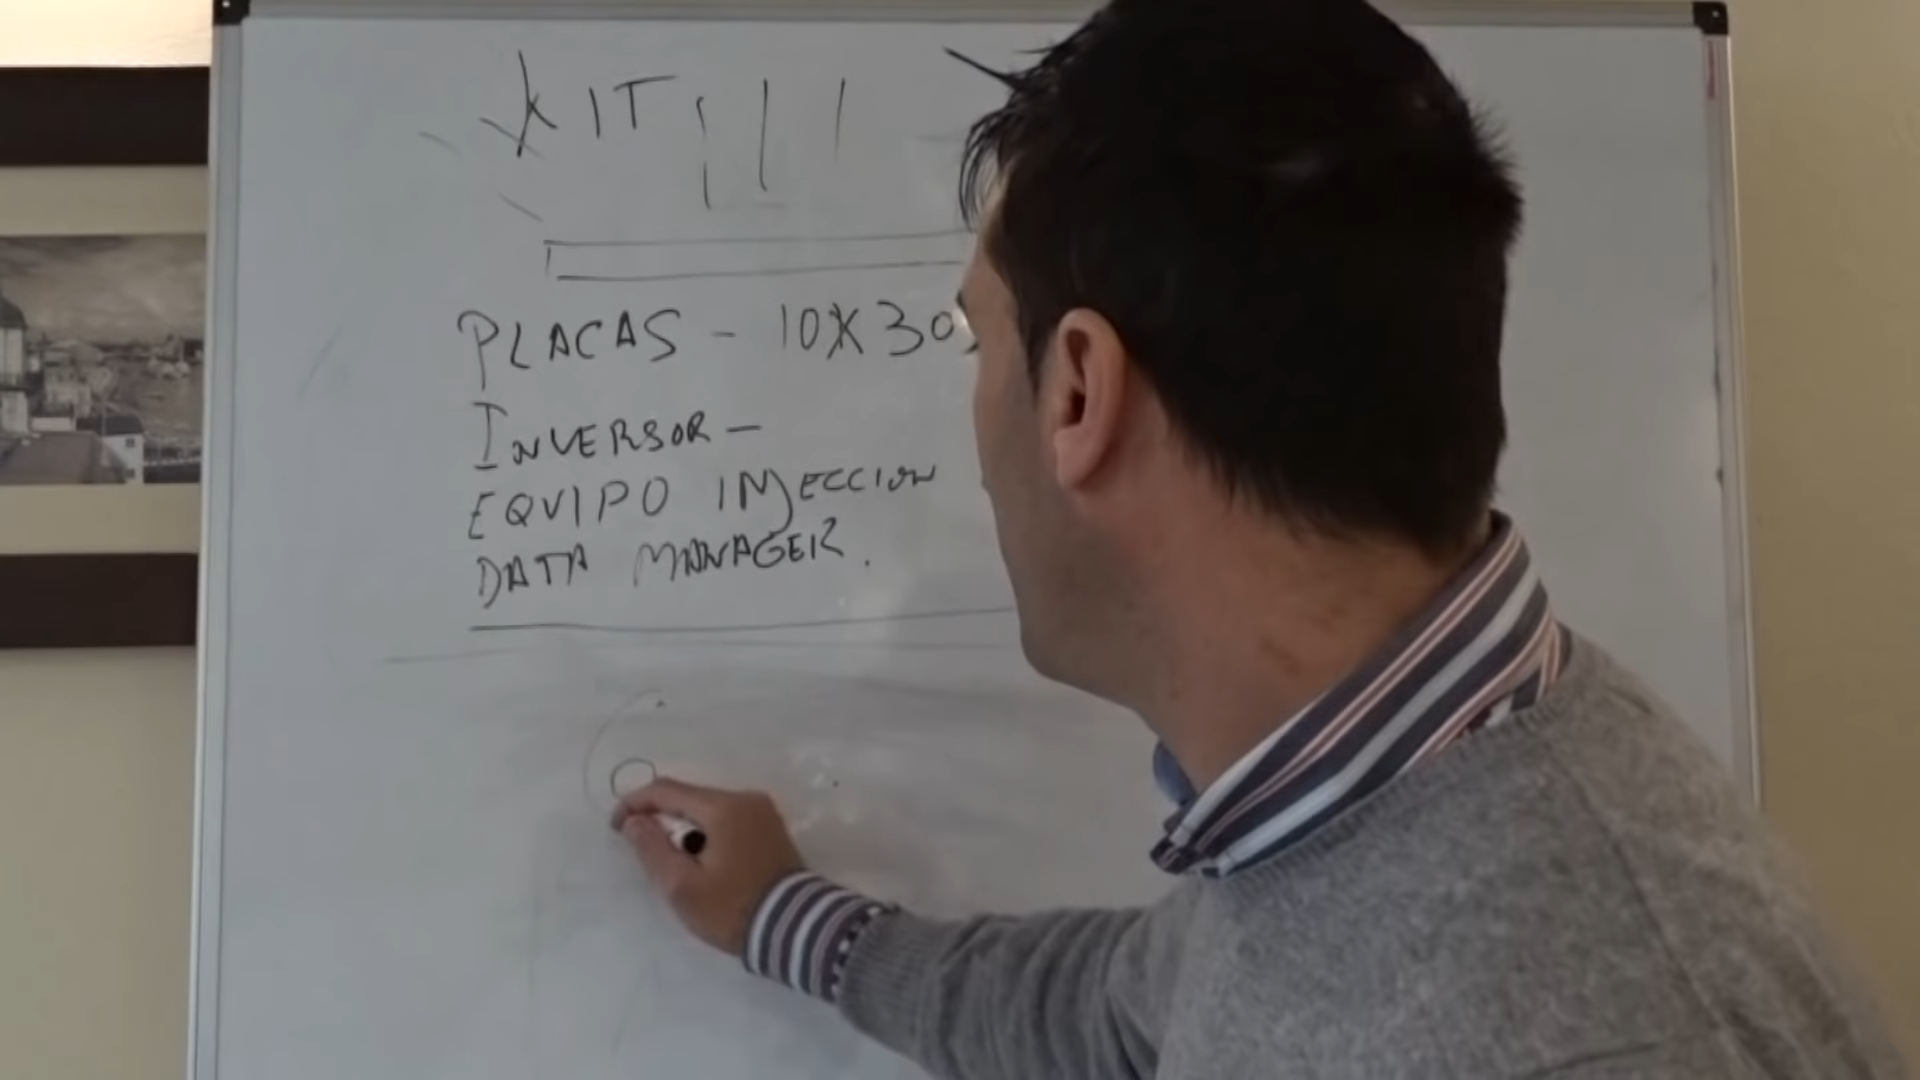 KIT
PLACAS - 10X30
INVERSOR -
EQUIPO INYECCION
DATA MANAGER.